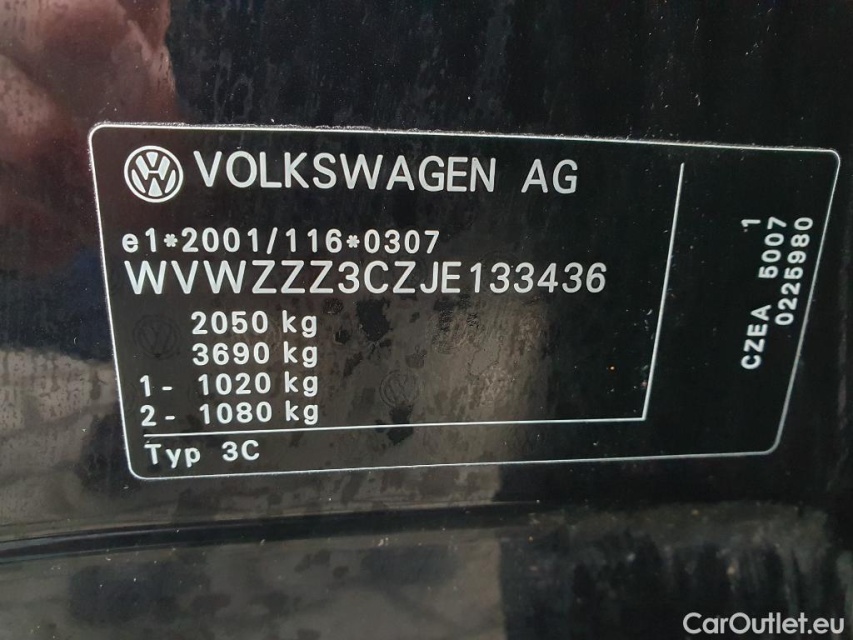 VOLKSWAGEN AG
e1*2001/116*0307
WVWZZZ3CZJE133436
2050 kg
3690 kg
1- 1020 kg
2- 1080 kg
Typ 3C
1
CZEA 5007
0225980
CarOutlet.eu